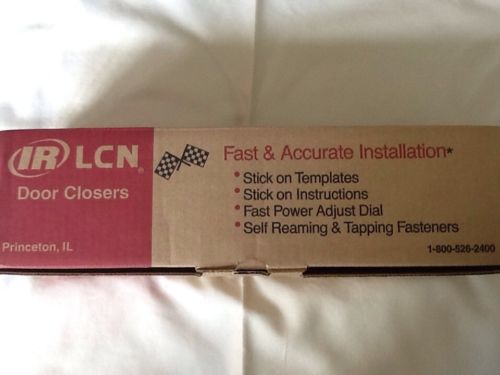 IR LCN®
Door Closers
Princeton, IL
Fast & Accurate Installation*
• Stick on Templates
• Stick on Instructions
• Fast Power Adjust Dial
• Self Reaming & Tapping Fasteners
1-800-526-2400